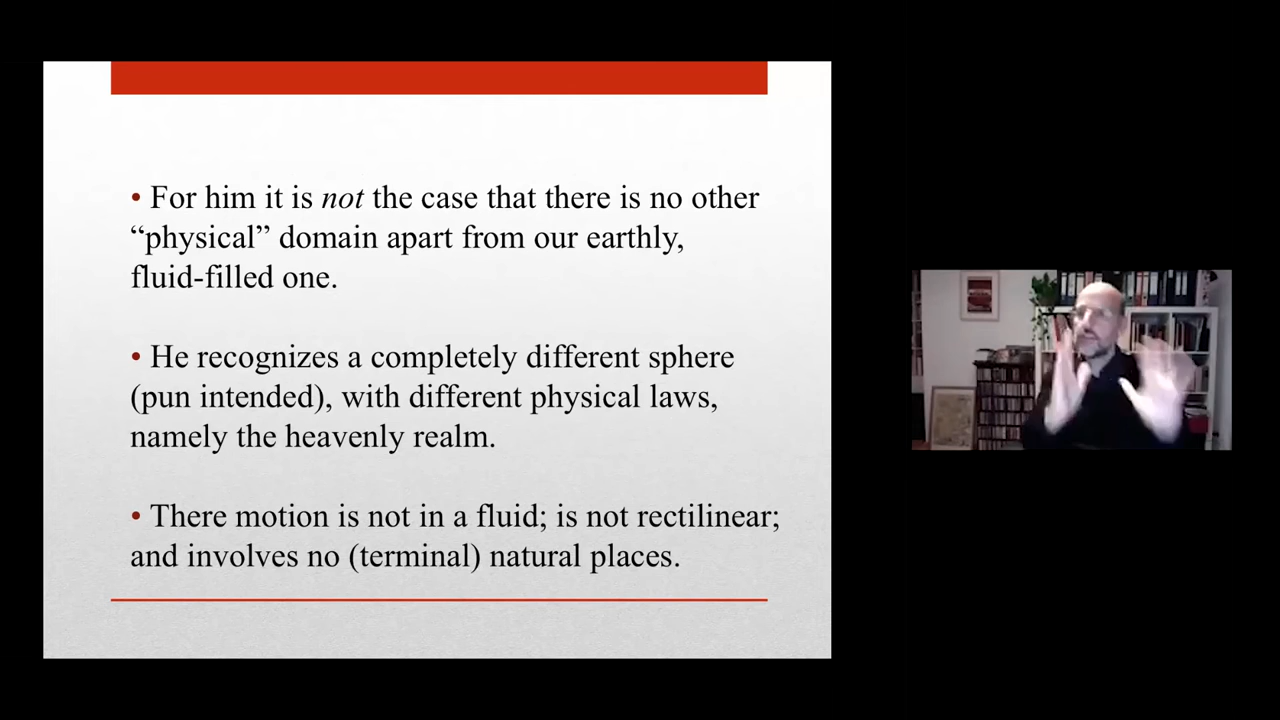 • For him it is not the case that there is no other
“physical” domain apart from our earthly,
fluid-filled one.
• He recognizes a completely different sphere
(pun intended), with different physical laws,
namely the heavenly realm.
• There motion is not in a fluid; is not rectilinear;
and involves no (terminal) natural places.